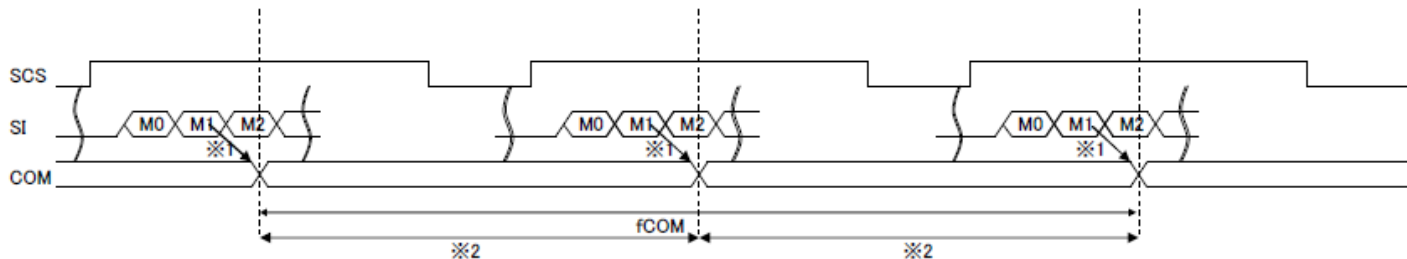 SCS
SI M0 M1 M2 M0 M1 M2 M0 M1 M2
※1 ※1 ※1
COM
fCOM
※2 ※2